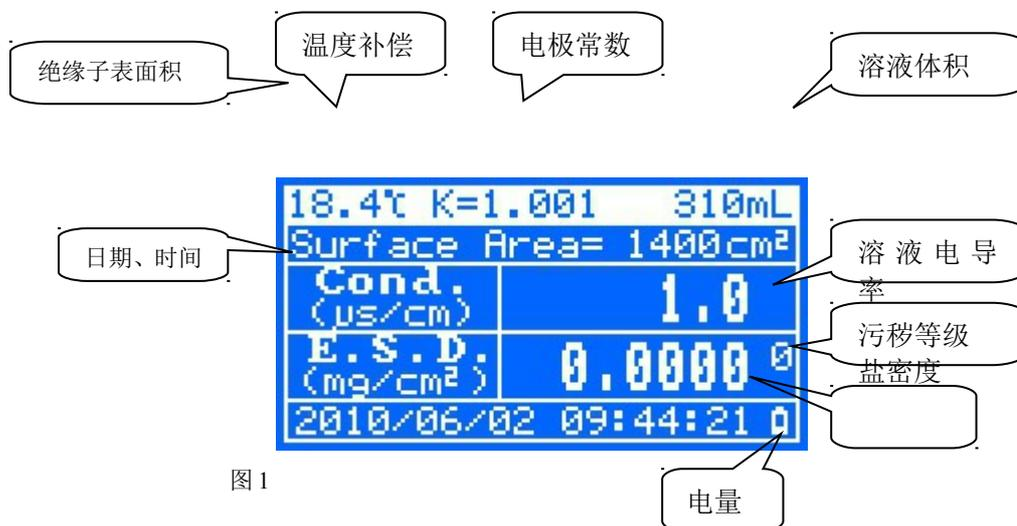 绝缘子表面积
温度补偿
电极常数
溶液体积
18.4℃ K=1.001 310mL
Surface Area= 1400cm²
日期、时间
Cond.
(μs/cm)
1.0
溶液电导
率
E.S.D.
(mg/cm²)
0.0000
0
污秽等级
盐密度
2010/06/02 09:44:21
图1
电量